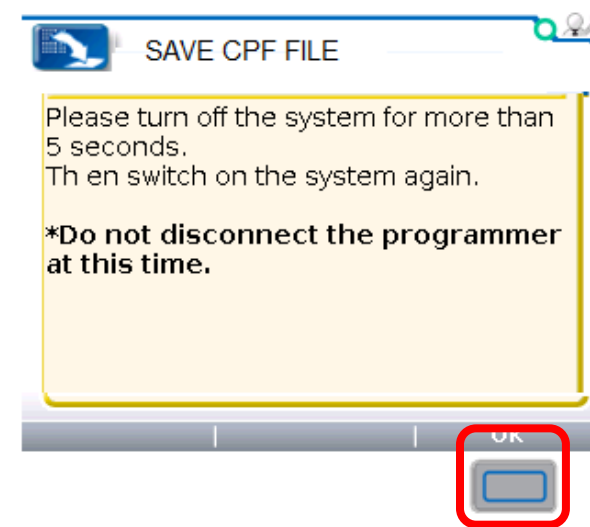 SAVE CPF FILE
Please turn off the system for more than
5 seconds.
Th en switch on the system again.
*Do not disconnect the programmer
at this time.
OK